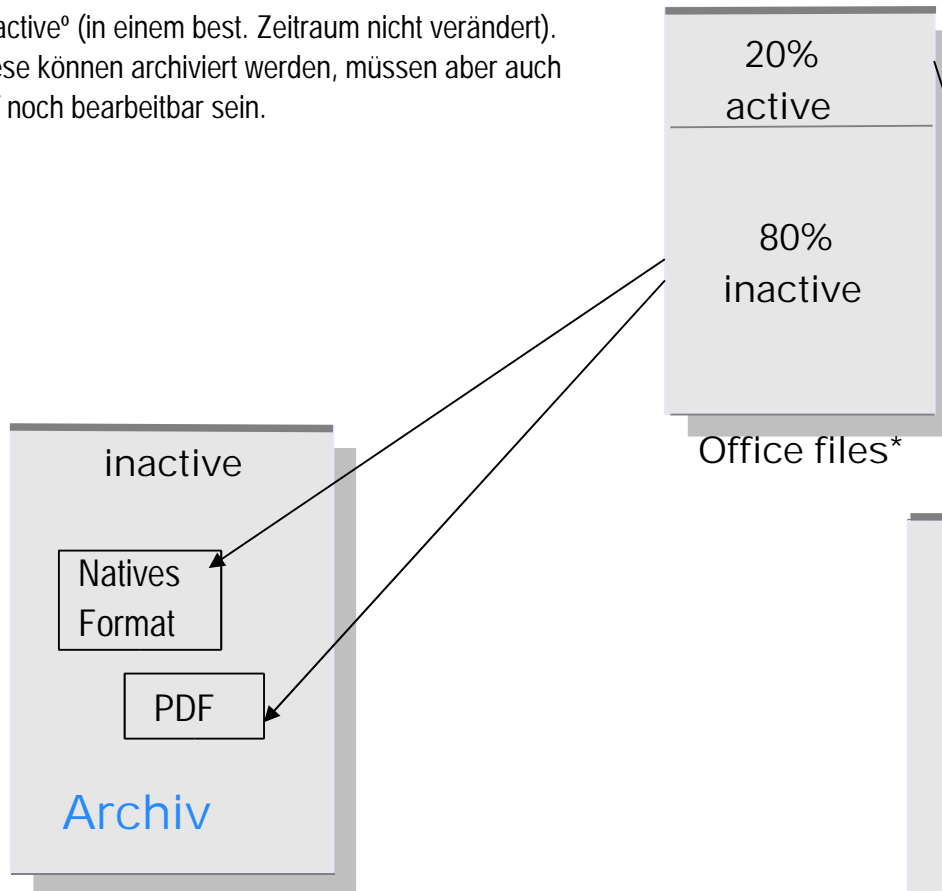 active⁰ (in einem best. Zeitraum nicht verändert).
ese können archiviert werden, müssen aber auch
noch bearbeitbar sein.
20%
active
80%
inactive
Office files*
inactive
Natives
Format
PDF
Archiv